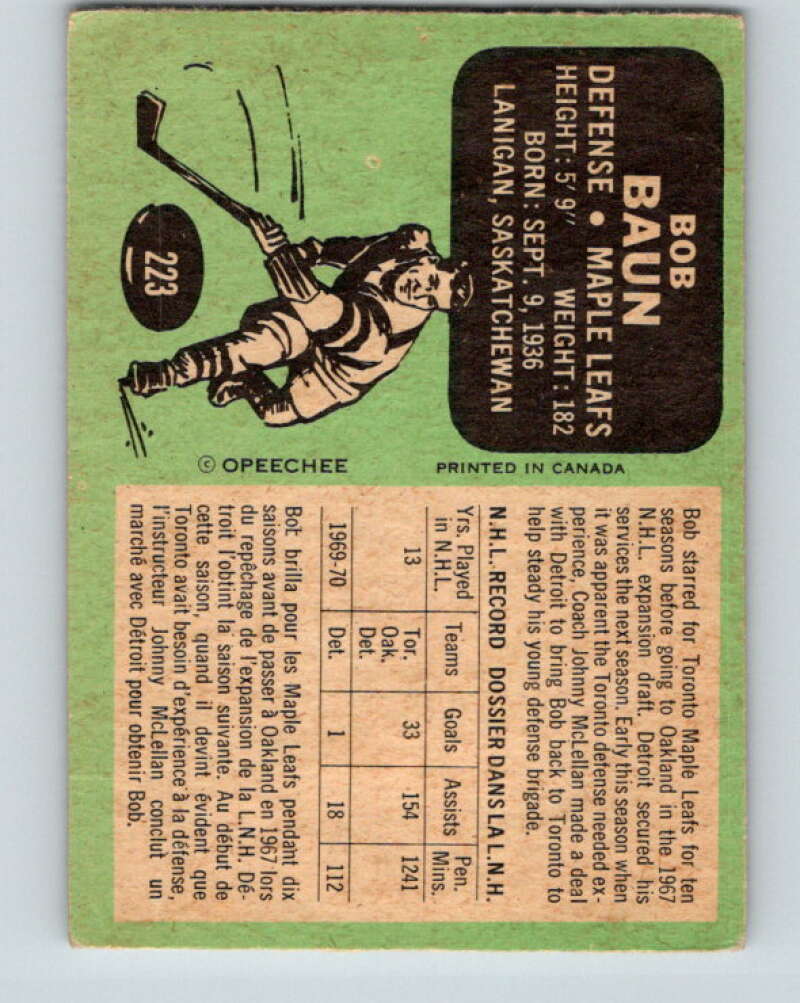 BOB
BAUN
DEFENSE • MAPLE LEAFS
HEIGHT: 5' 9" WEIGHT: 182
BORN: SEPT. 9, 1936
LANIGAN, SASKATCHEWAN
223
© OPEECHEE
PRINTED IN CANADA
Bob starred for Toronto Maple Leafs for ten
seasons before going to Oakland in the 1967
N.H.L. expansion draft. Detroit secured his
services the next season. Early this season when
it was apparent the Toronto defense needed ex-
perience, Coach Johnny McLellan made a deal
with Detroit to bring Bob back to Toronto to
help steady his young defense brigade.
N.H.L. RECORD DOSSIER DANS LA L.N.H.
Yrs. Played in N.H.L. Teams Goals Assists Pen. Mins.
13 Tor. Oak. Det. 33 154 1241
1969-70 Det. 1 18 112
Bob brilla pour les Maple Leafs pendant dix
saisons avant de passer à Oakland en 1967 lors
du repêchage de l'expansion de la L.N.H. Dé-
troit l'obtint la saison suivante. Au début de
cette saison, quand il devint évident que
Toronto avait besoin d'expérience à la défense,
l'instructeur Johnny McLellan conclut un
marché avec Détroit pour obtenir Bob.